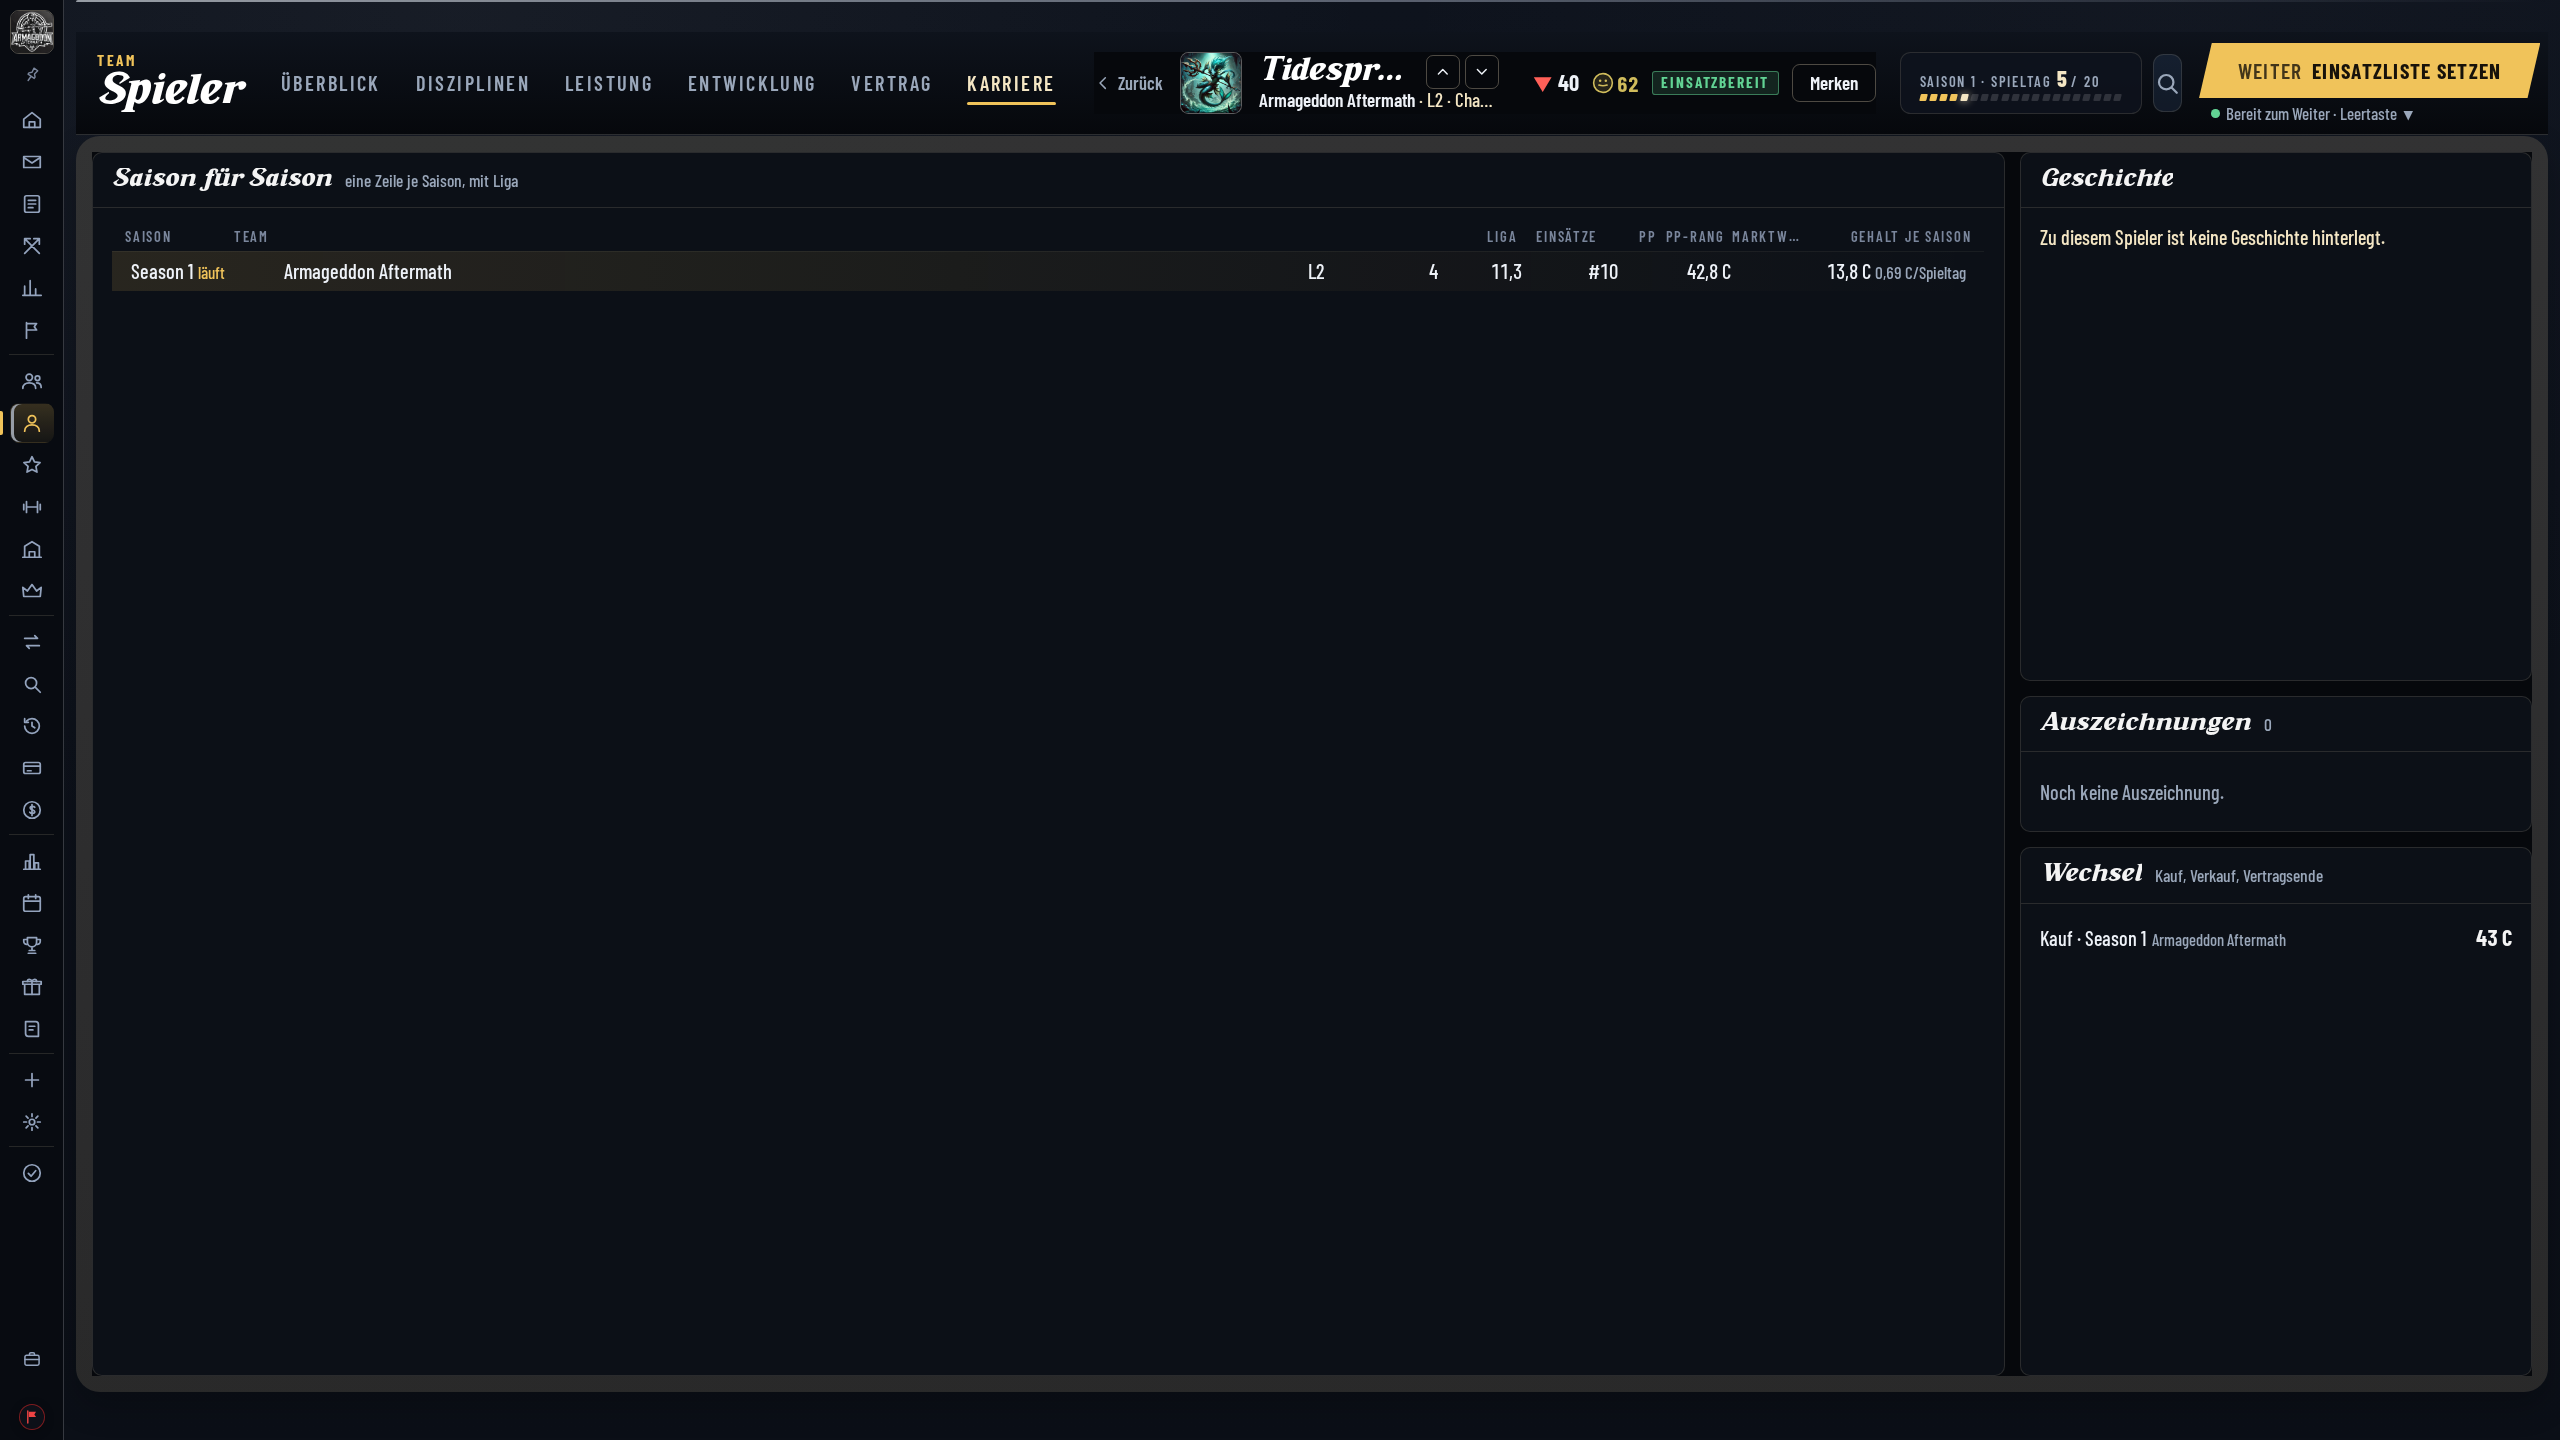 TEAM
Spieler
ÜBERBLICK DISZIPLINEN LEISTUNG ENTWICKLUNG VERTRAG KARRIERE
Zurück
Tidespr...
Armageddon Aftermath · L2 · Cha...
40 62 EINSATZBEREIT Merken
SAISON 1 · SPIELTAG 5 / 20
WEITER EINSATZLISTE SETZEN
Bereit zum Weiter · Leertaste ▼
Saison für Saison eine Zeile je Saison, mit Liga
SAISON TEAM LIGA EINSÄTZE PP PP-RANG MARKTW... GEHALT JE SAISON
Season 1 läuft Armageddon Aftermath L2 4 11,3 #10 42,8 C 13,8 C 0,69 C/Spieltag
Geschichte
Zu diesem Spieler ist keine Geschichte hinterlegt.
Auszeichnungen 0
Noch keine Auszeichnung.
Wechsel Kauf, Verkauf, Vertragsende
Kauf · Season 1 Armageddon Aftermath 43 C